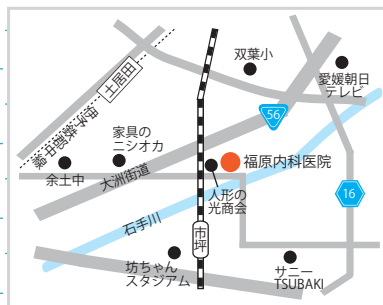 双葉小
愛媛朝日
テレビ
土居田
伊予鉄郡中線
56
家具の
ニシオカ
福原内科医院
余土中
大洲街道
人形の
光商会
16
石手川
市坪
坊ちゃん
スタジアム
サニー
TSUBAKI